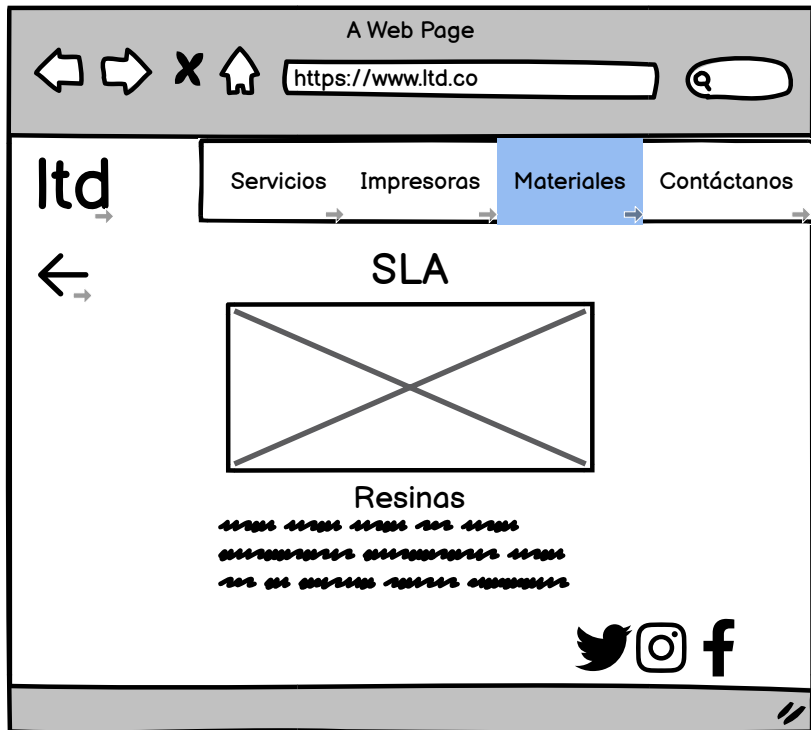 A Web Page
https://www.ltd.co
ltd
Servicios Impresoras Materiales Contáctanos
SLA
Resinas